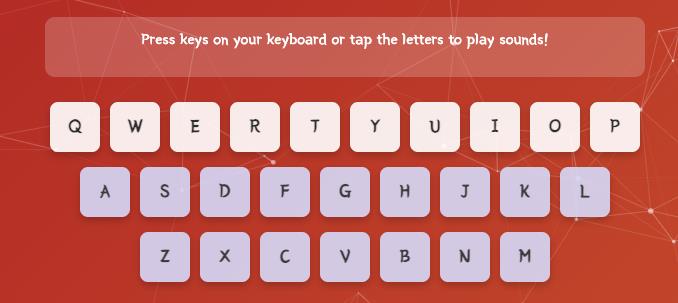 Press keys on your keyboard or tap the letters to play sounds!
Q W E R T Y U I O P
A S D F G H J K L
Z X C V B N M